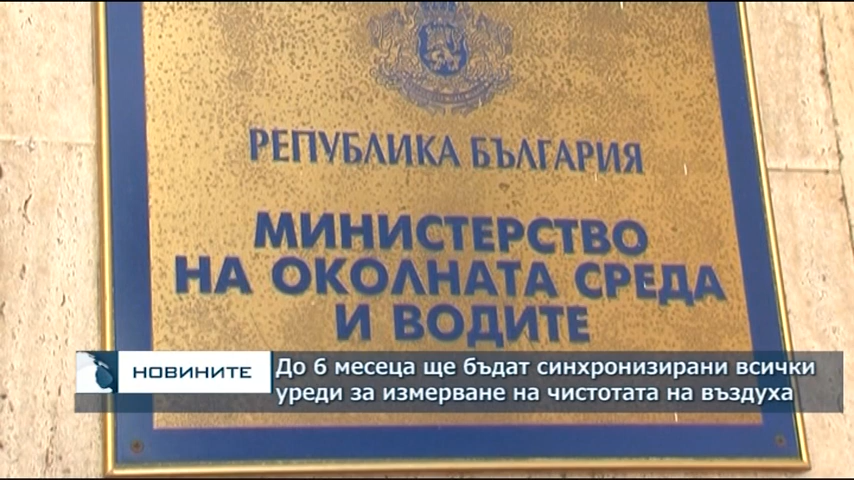 РЕПУБЛИКА БЪЛГАРИЯ
МИНИСТЕРСТВО
НА ОКОЛНАТА СРЕДА
И ВОДИТЕ
НОВИНИТЕ
До 6 месеца ще бъдат синхронизирани всички
уреди за измерване на чистотата на въздуха